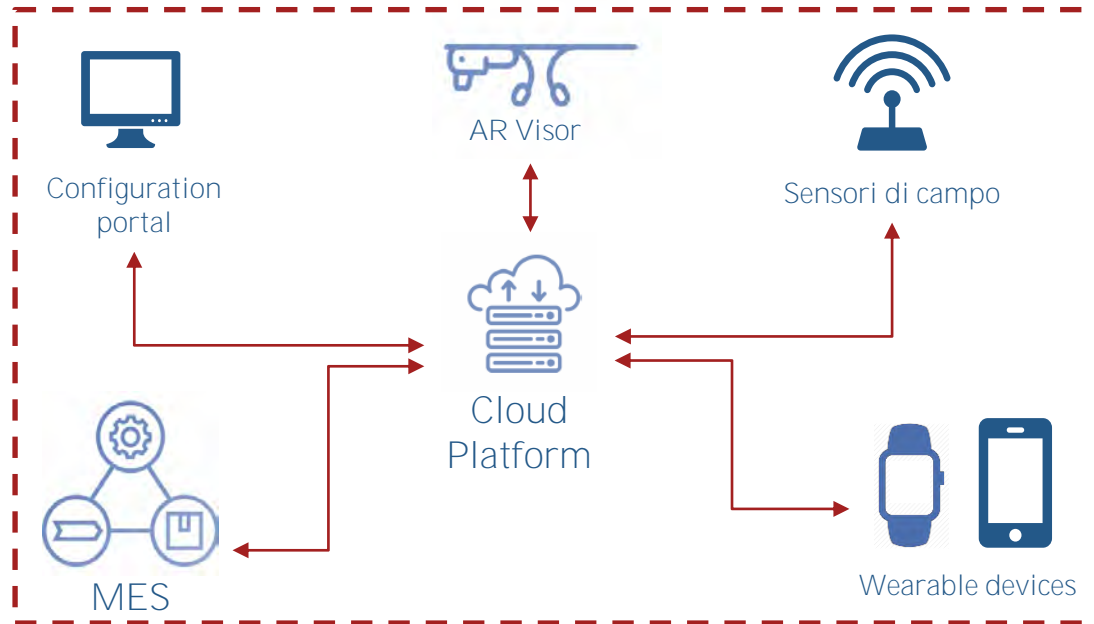 AR Visor
Configuration
portal
Sensori di campo
Cloud
Platform
MES
Wearable devices